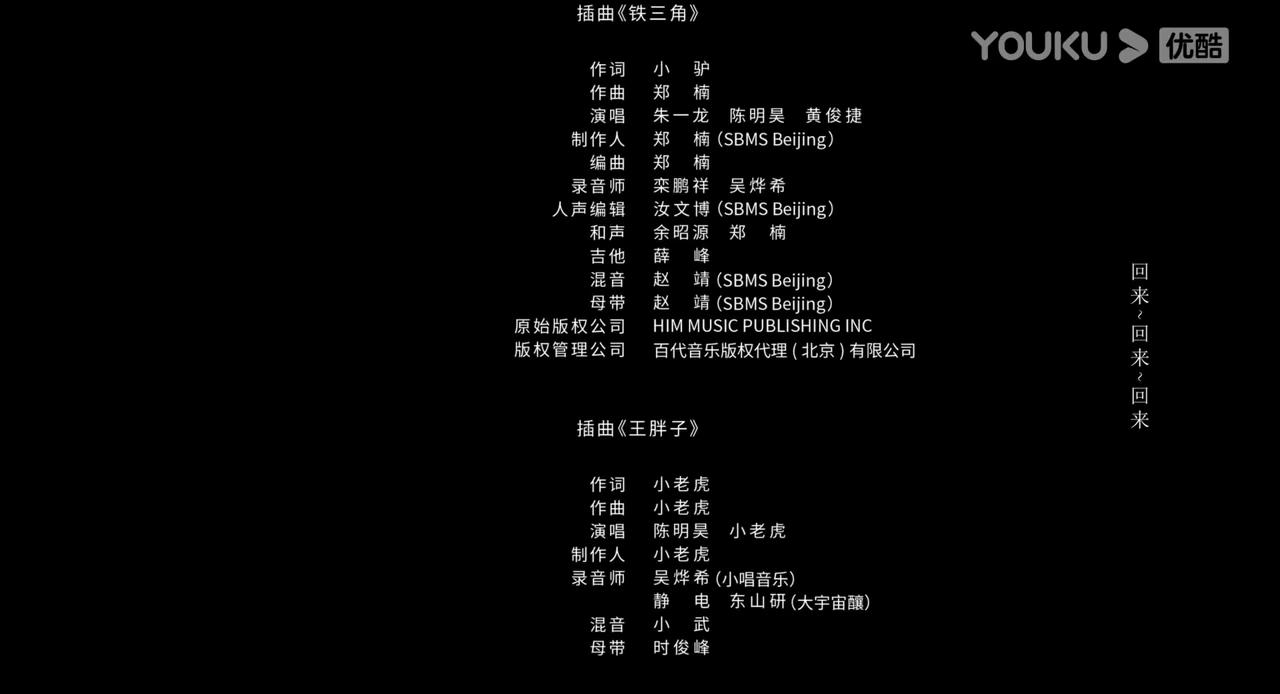 插曲《铁三角》
YOUKU 优酷
作词 小 驴
作曲 郑 楠
演唱 朱一龙 陈明昊 黄俊捷
制作人 郑 楠(SBMS Beijing)
编曲 郑 楠
录音师 栾鹏祥 吴烨希
人声编辑 汝文博(SBMS Beijing)
和声 余昭源 郑 楠
吉他 薛 峰
混音 赵 靖(SBMS Beijing)
母带 赵 靖(SBMS Beijing)
原始版权公司 HIM MUSIC PUBLISHING INC
版权管理公司 百代音乐版权代理(北京)有限公司
插曲《王胖子》
作词 小老虎
作曲 小老虎
演唱 陈明昊 小老虎
制作人 小老虎
录音师 吴烨希(小唱音乐)
静 电 东山研(大宇宙釀)
混音 小 武
母带 时俊峰
回来~回来~回来